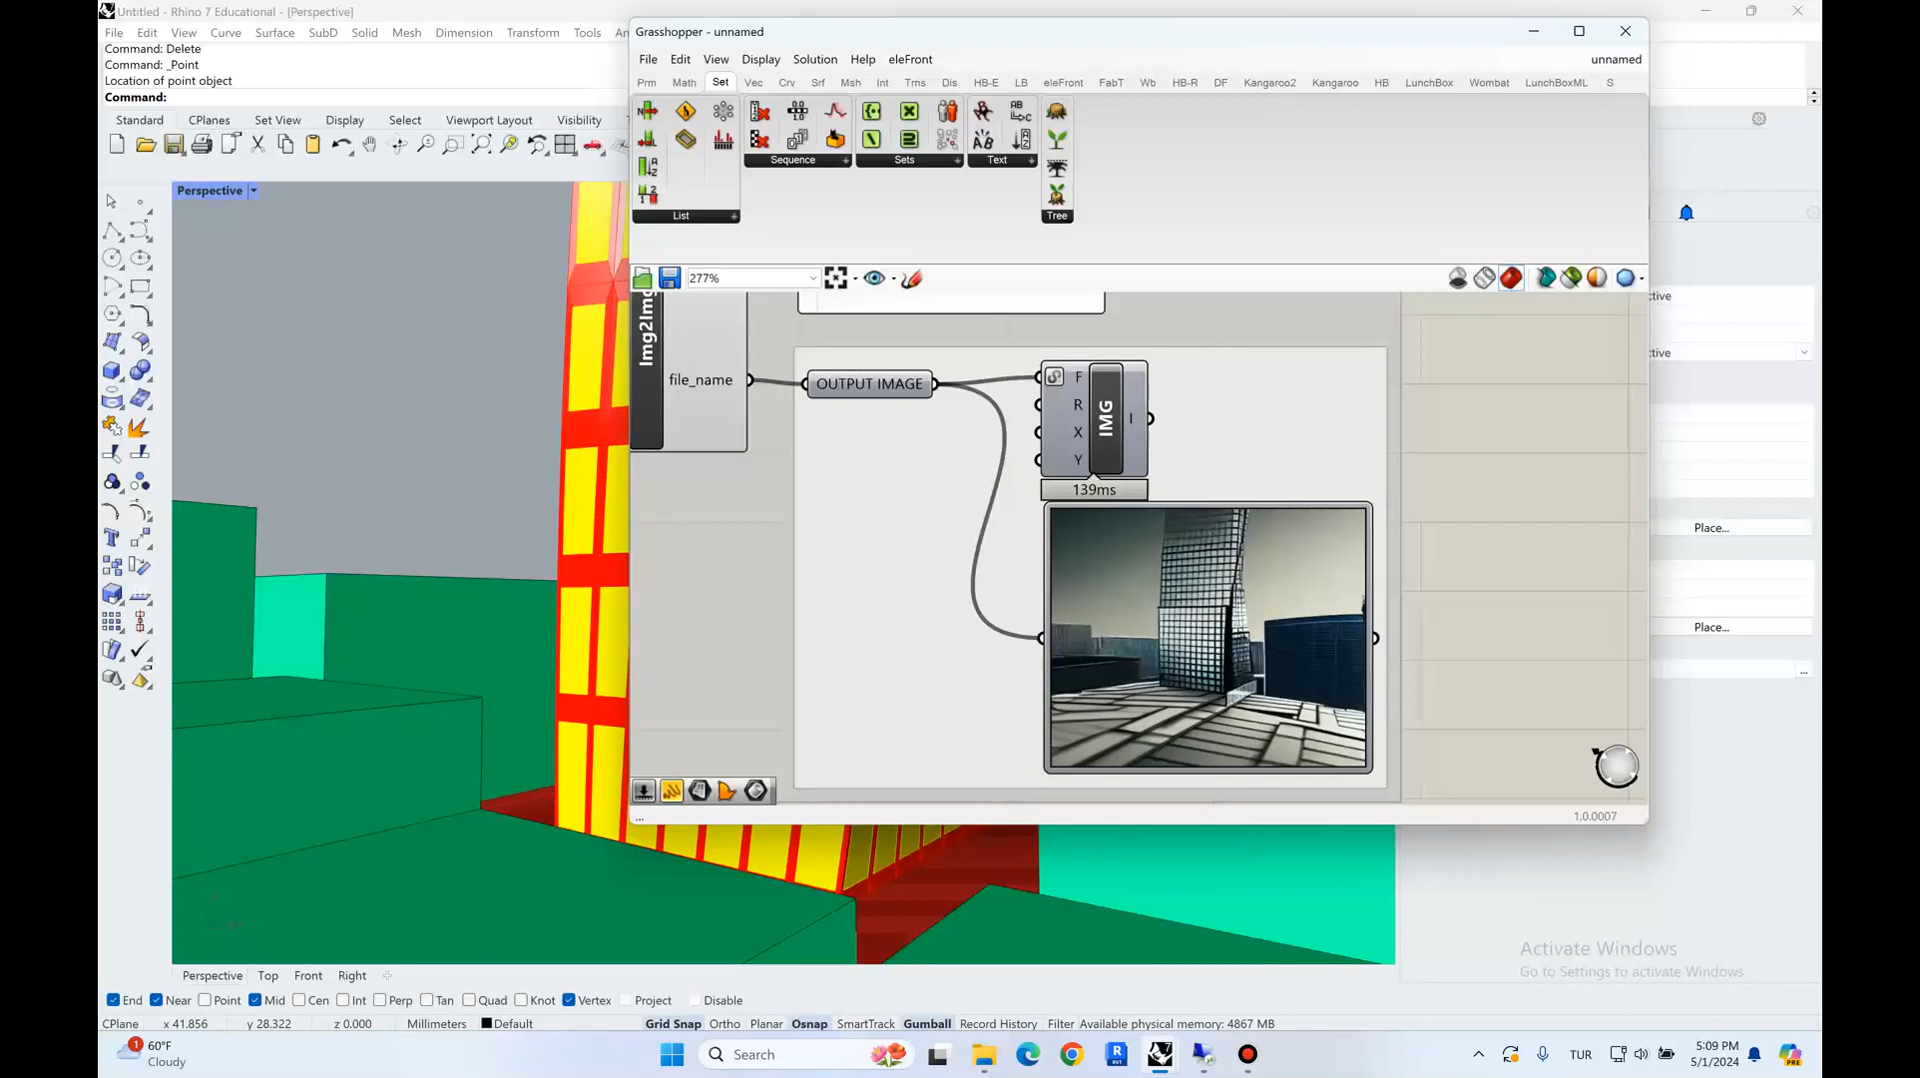 Untitled - Rhino 7 Educational - [Perspective]
File Edit View Curve Surface SubD Solid Mesh Dimension Transform Tools
Command: Delete
Command: _Point
Location of point object
Command:
Standard CPlanes Set View Display Select Viewport Layout Visibility
Perspective
Grasshopper - unnamed
File Edit View Display Solution Help eleFront
unnamed
Prm Math Set Vec Crv Srf Msh Int Trns Dis HB-E LB eleFront FabT Wb HB-R DF Kangaroo2 Kangaroo HB LunchBox Wombat LunchBoxML S
List
Sequence
Sets
Text
Tree
277%
Img2Img
file_name
OUTPUT IMAGE
F
R
X
Y
IMG
I
139ms
...
1.0.0007
Place...
Place...
...
Activate Windows
Go to Settings to activate Windows.
Perspective Top Front Right
End Near Point Mid Cen Int Perp Tan Quad Knot Vertex Project Disable
CPlane x 41.856 y 28.322 z 0.000 Millimeters Default Grid Snap Ortho Planar Osnap SmartTrack Gumball Record History Filter Available physical memory: 4867 MB
1
60°F
Cloudy
Search
TUR
5:09 PM
5/1/2024